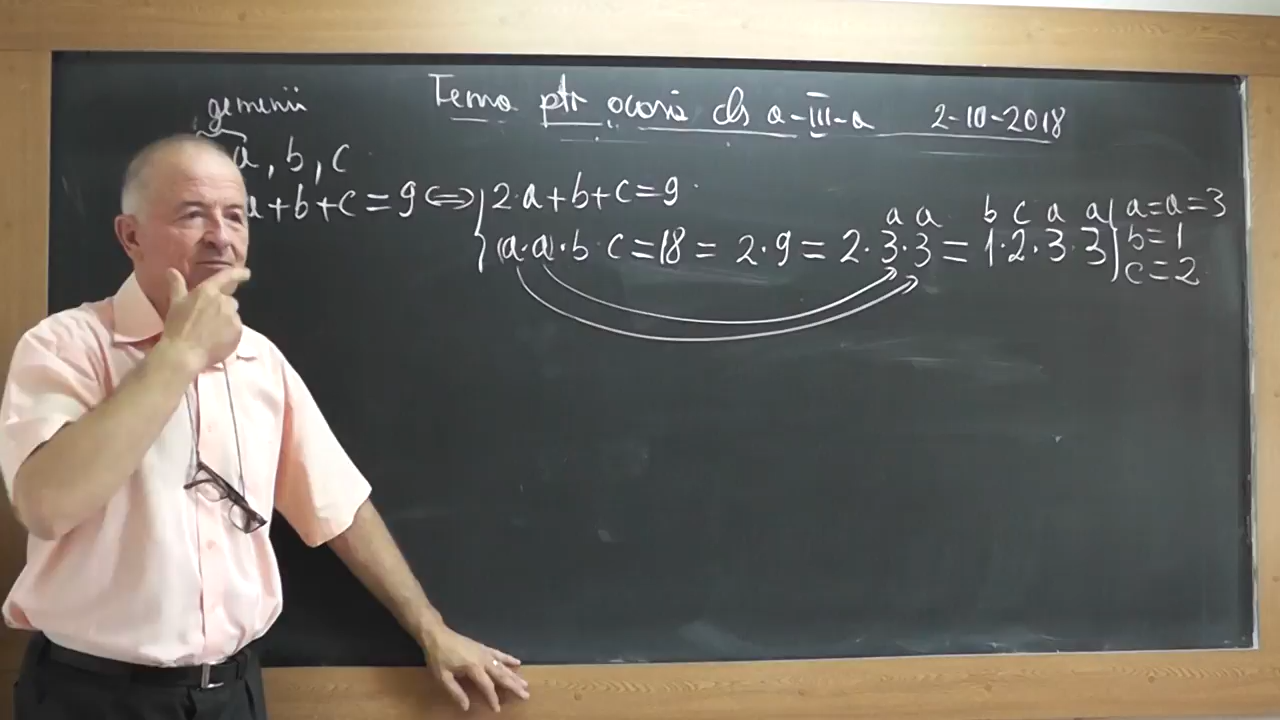 Tema ptr acasă cls a-III-a 2-10-2018
gemenii
a, b, c
a+b+c=9 ⇔ 2·a+b+c=9
a a b c a a a=a=3
(a·a)·b c=18= 2·9= 2·3·3= 1·2·3·3 b=1
c=2